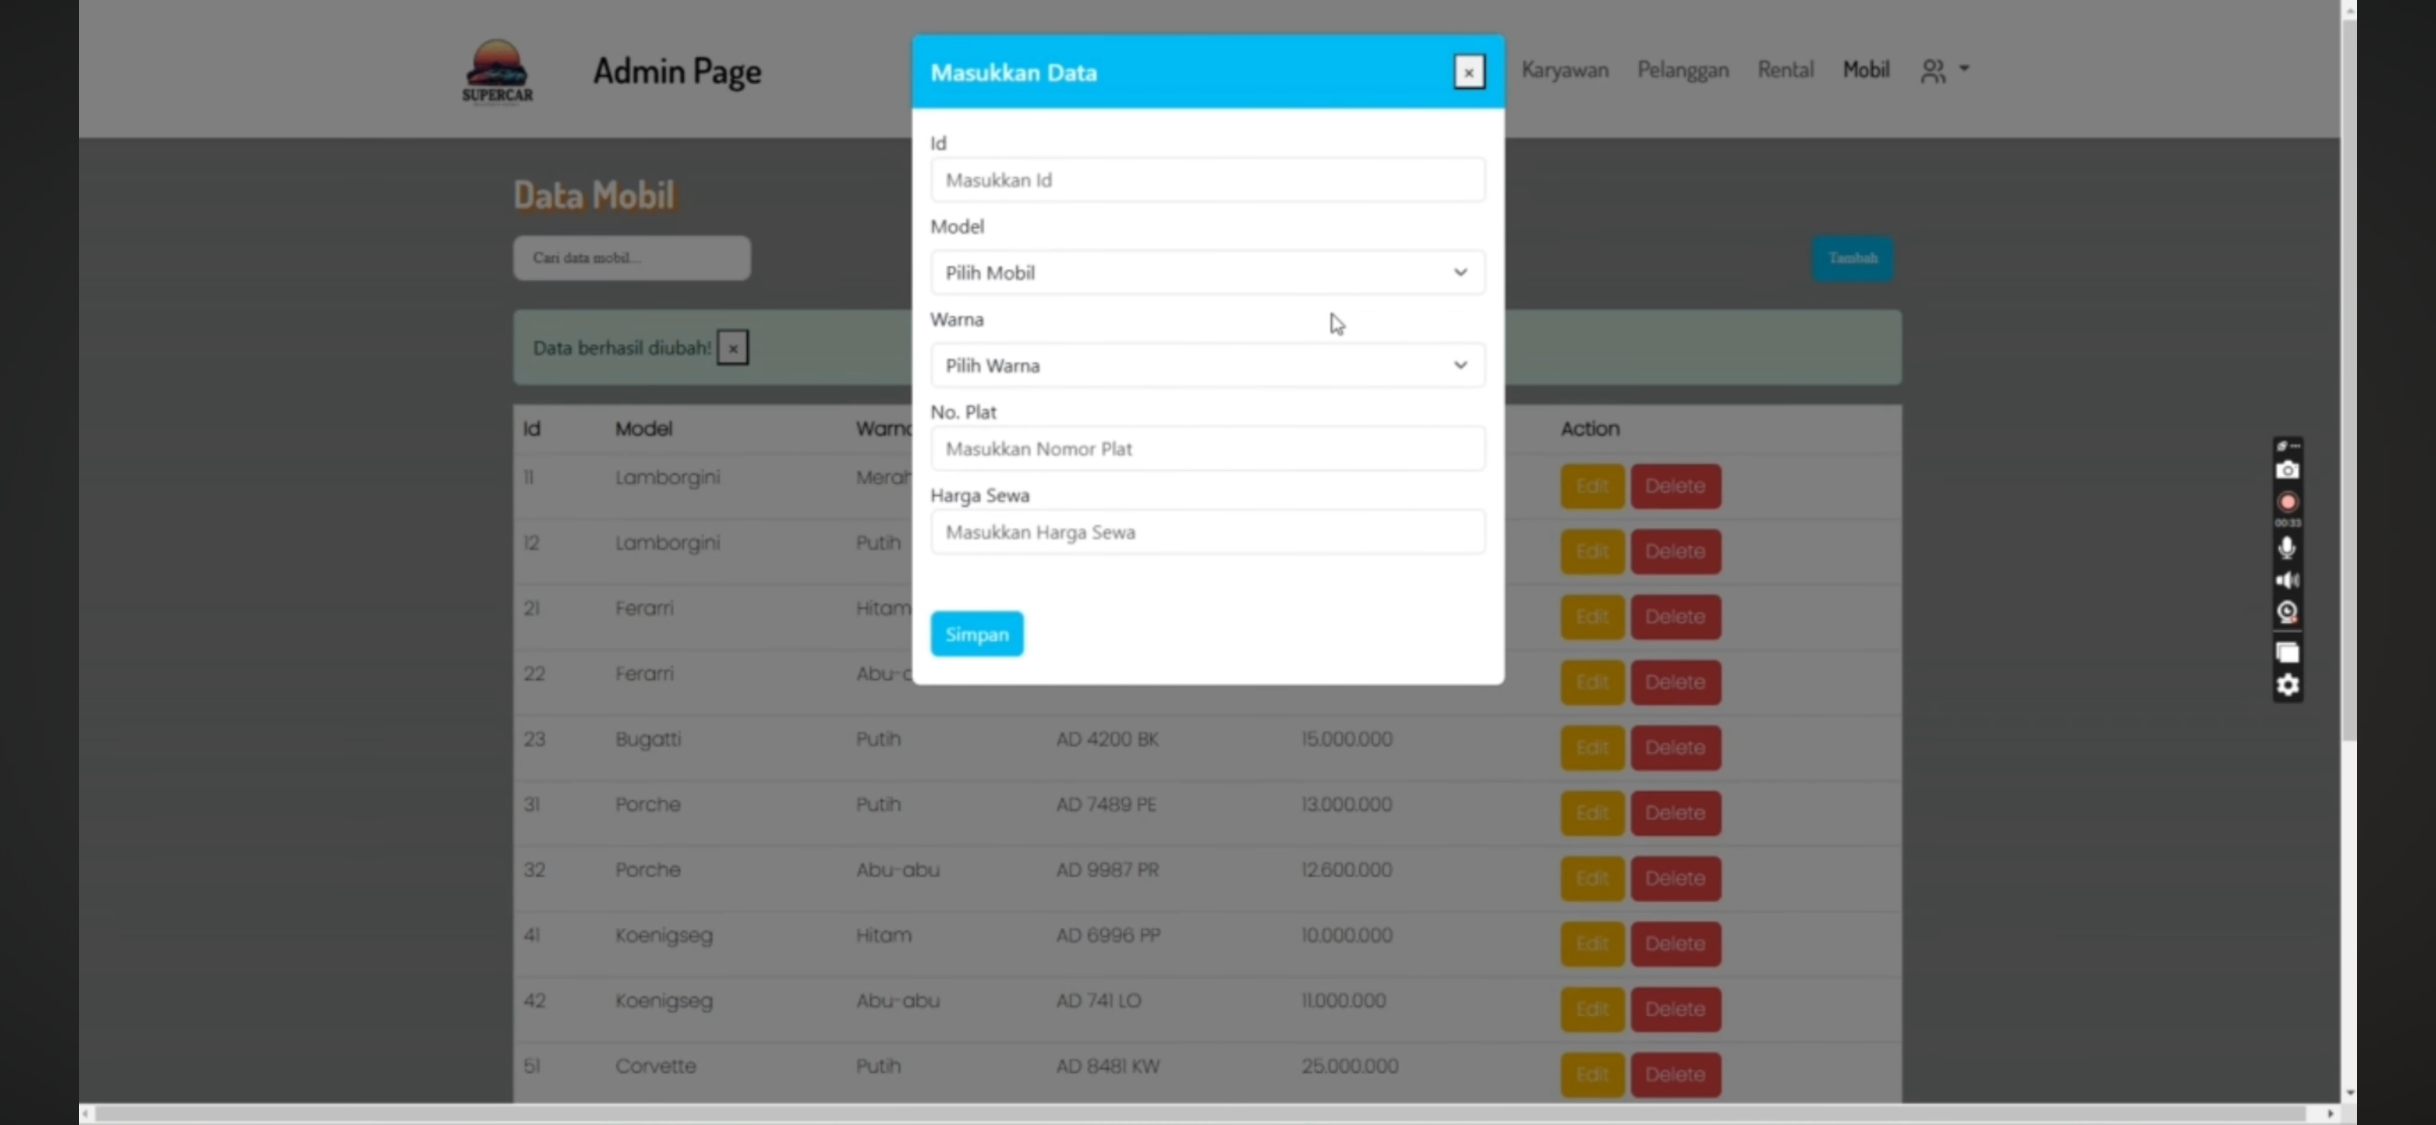 SUPERCAR
Admin Page
Karyawan Pelanggan Rental Mobil
Masukkan Data ×
Id
Masukkan Id
Model
Pilih Mobil
Warna
Pilih Warna
No. Plat
Masukkan Nomor Plat
Harga Sewa
Masukkan Harga Sewa
Simpan
Data Mobil
Cari data mobil...
Tambah
Data berhasil diubah! ×
Id Model Action
11 Lamborgini Edit Delete
12 Lamborgini Putih Edit Delete
21 Ferarri Hitam Edit Delete
22 Ferarri Edit Delete
23 Bugatti Putih AD 4200 BK 15.000.000 Edit Delete
31 Porche Putih AD 7489 PE 13.000.000 Edit Delete
32 Porche Abu-abu AD 9987 PR 12.600.000 Edit Delete
41 Koenigseg Hitam AD 6996 PP 10.000.000 Edit Delete
42 Koenigseg Abu-abu AD 741 LO 11.000.000 Edit Delete
51 Corvette Putih AD 8481 KW 25.000.000 Edit Delete
00:33